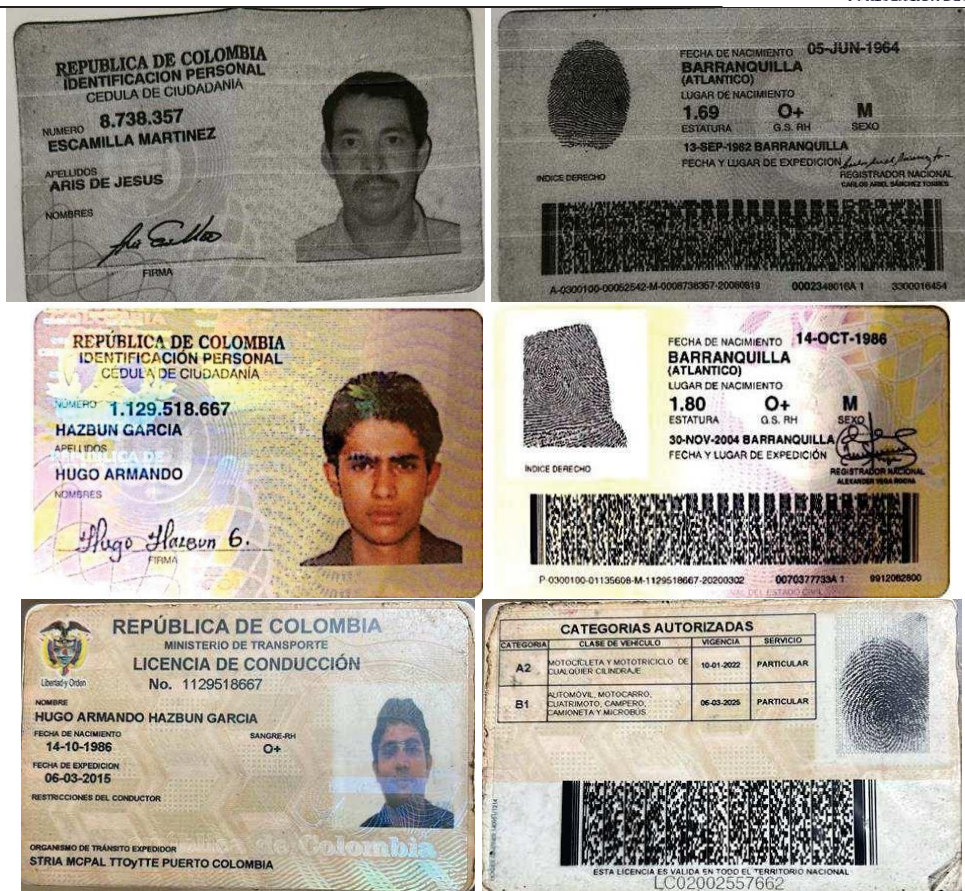 REPUBLICA DE COLOMBIA
IDENTIFICACION PERSONAL
CEDULA DE CIUDADANIA
NUMERO 8.738.357
ESCAMILLA MARTINEZ
APELLIDOS
ARIS DE JESUS
NOMBRES
FIRMA
FECHA DE NACIMIENTO 05-JUN-1964
BARRANQUILLA
(ATLANTICO)
LUGAR DE NACIMIENTO
1.69 O+ M
ESTATURA G.S. RH SEXO
13-SEP-1982 BARRANQUILLA
FECHA Y LUGAR DE EXPEDICION
INDICE DERECHO
REGISTRADOR NACIONAL
CARLOS ARIEL SÁNCHEZ TORRES
A-0300100-00052542-M-0008738357-20080819 0002348016A 1 3300016454
REPÚBLICA DE COLOMBIA
IDENTIFICACIÓN PERSONAL
CÉDULA DE CIUDADANÍA
NÚMERO 1.129.518.667
HAZBUN GARCIA
APELLIDOS
HUGO ARMANDO
NOMBRES
Hugo Hazbun G.
FIRMA
FECHA DE NACIMIENTO 14-OCT-1986
BARRANQUILLA
(ATLANTICO)
LUGAR DE NACIMIENTO
1.80 O+ M
ESTATURA G.S. RH SEXO
30-NOV-2004 BARRANQUILLA
FECHA Y LUGAR DE EXPEDICIÓN
ÍNDICE DERECHO
REGISTRADOR NACIONAL
ALEXANDER VEGA ROCHA
P-0300100-01135608-M-1129518667-20200302 0070377733A 1 9912062800
REPÚBLICA DE COLOMBIA
MINISTERIO DE TRANSPORTE
LICENCIA DE CONDUCCIÓN
No. 1129518667
Libertad y Orden
NOMBRE
HUGO ARMANDO HAZBUN GARCIA
FECHA DE NACIMIENTO SANGRE-RH
14-10-1986 O+
FECHA DE EXPEDICION
06-03-2015
RESTRICCIONES DEL CONDUCTOR
ORGANISMO DE TRÁNSITO EXPEDIDOR
STRIA MCPAL TTOyTTE PUERTO COLOMBIA
CATEGORIAS AUTORIZADAS
CATEGORIA CLASE DE VEHICULO VIGENCIA SERVICIO
A2 MOTOCICLETA Y MOTOTRICICLO DE CUALQUIER CILINDRAJE 10-01-2022 PARTICULAR
B1 AUTOMÓVIL, MOTOCARRO, CUATRIMOTO, CAMPERO, CAMIONETA Y MICROBÚS 06-03-2025 PARTICULAR
ESTA LICENCIA ES VALIDA EN TODO EL TERRITORIO NACIONAL
LC02002557662